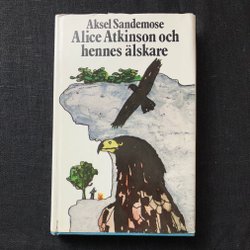 Aksel Sandemose
Alice Atkinson och
hennes älskare